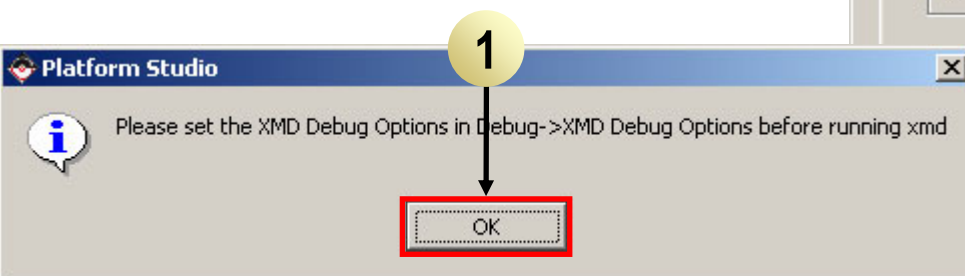 1
Platform Studio
Please set the XMD Debug Options in Debug->XMD Debug Options before running xmd
OK